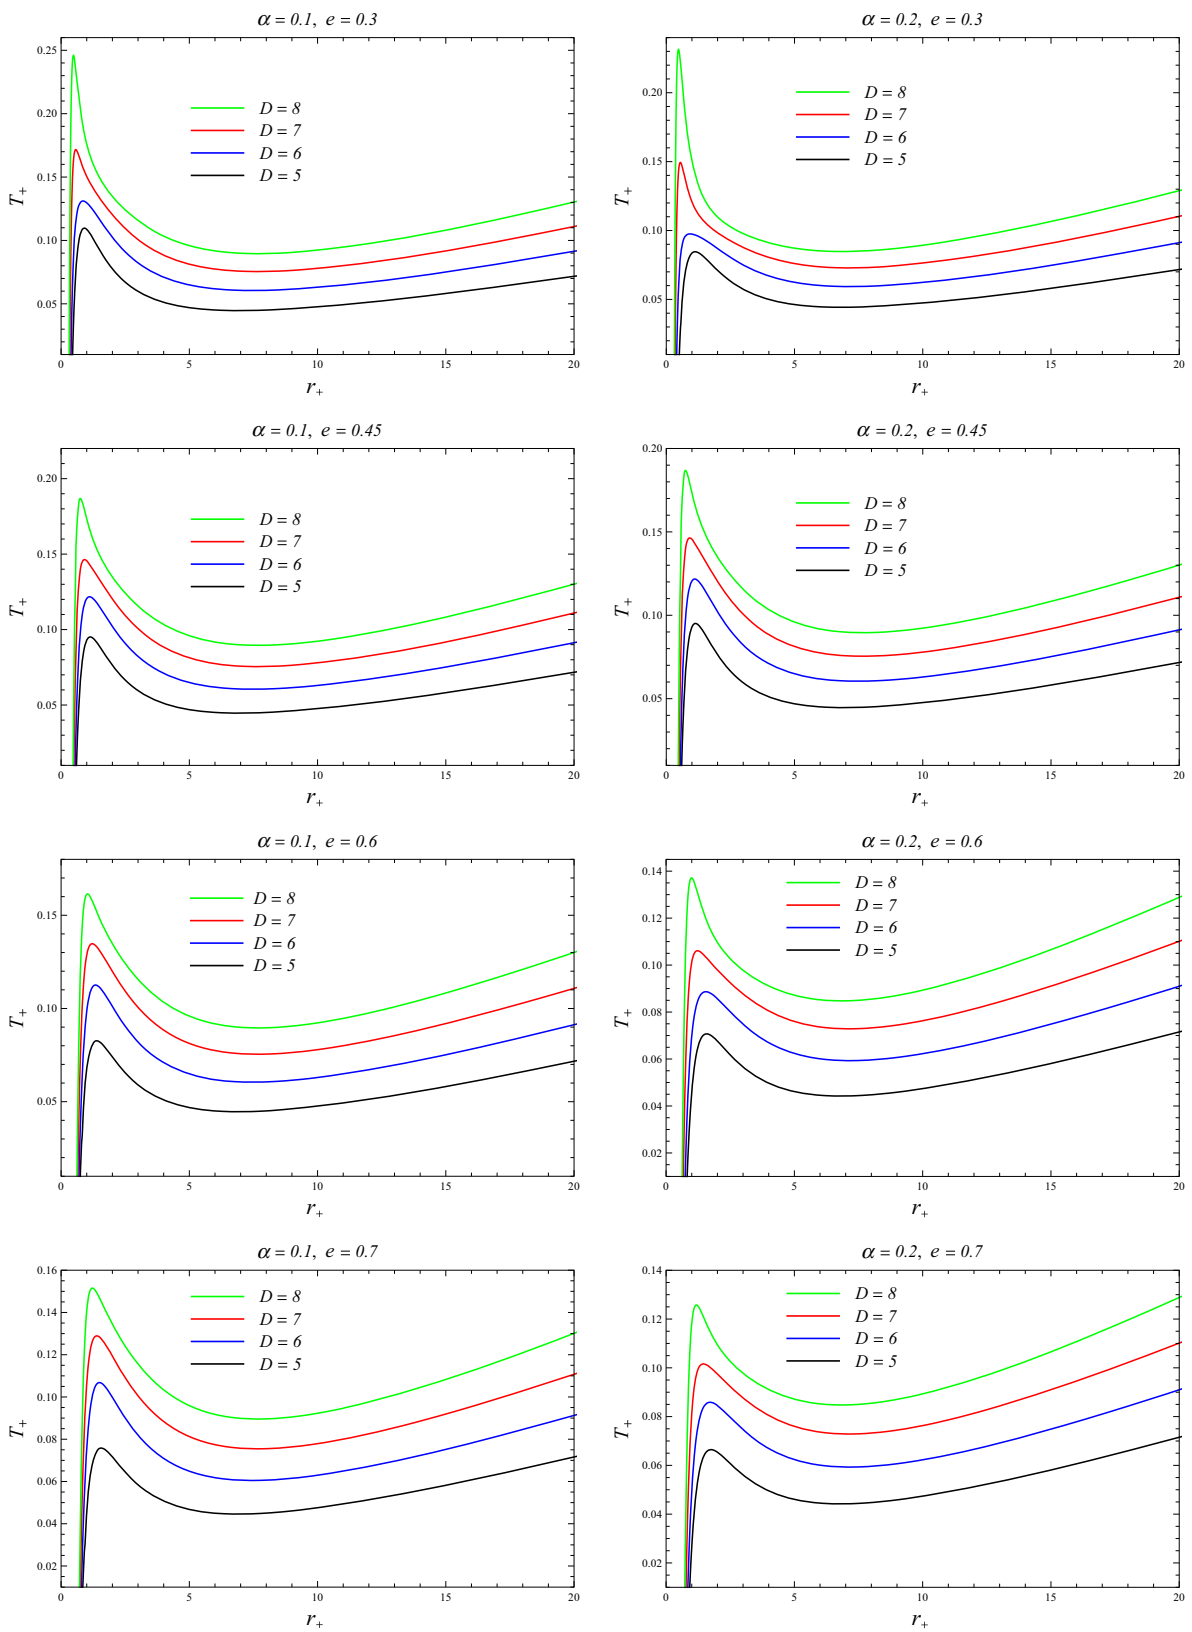 α = 0.1, e = 0.3
0.25
0.20
0.15
0.10
0.05
T+
D = 8
D = 7
D = 6
D = 5
0 5 10 15 20
r+
α = 0.2, e = 0.3
0.20
0.15
0.10
0.05
T+
D = 8
D = 7
D = 6
D = 5
0 5 10 15 20
r+
α = 0.1, e = 0.45
0.20
0.15
0.10
0.05
T+
D = 8
D = 7
D = 6
D = 5
0 5 10 15 20
r+
α = 0.2, e = 0.45
0.20
0.15
0.10
0.05
T+
D = 8
D = 7
D = 6
D = 5
0 5 10 15 20
r+
α = 0.1, e = 0.6
0.15
0.10
0.05
T+
D = 8
D = 7
D = 6
D = 5
0 5 10 15 20
r+
α = 0.2, e = 0.6
0.14
0.12
0.10
0.08
0.06
0.04
0.02
T+
D = 8
D = 7
D = 6
D = 5
0 5 10 15 20
r+
α = 0.1, e = 0.7
0.16
0.14
0.12
0.10
0.08
0.06
0.04
0.02
T+
D = 8
D = 7
D = 6
D = 5
0 5 10 15 20
r+
α = 0.2, e = 0.7
0.14
0.12
0.10
0.08
0.06
0.04
0.02
T+
D = 8
D = 7
D = 6
D = 5
0 5 10 15 20
r+